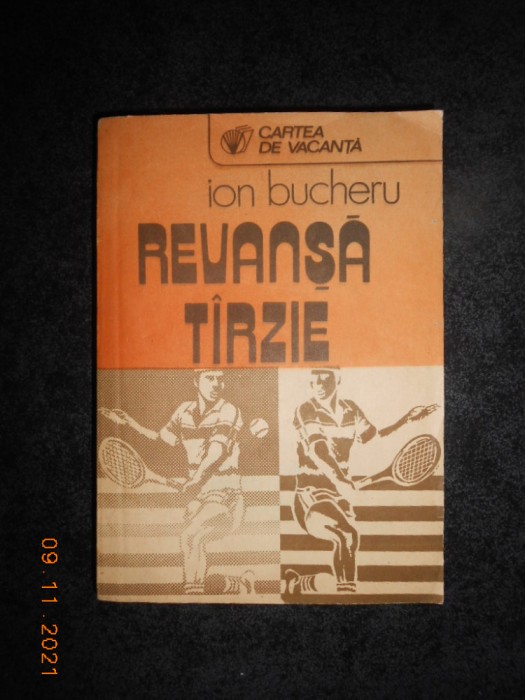 CARTEA
DE VACANȚĂ
ion bucheru
REVANȘĂ
TÎRZIE
09.11.2021